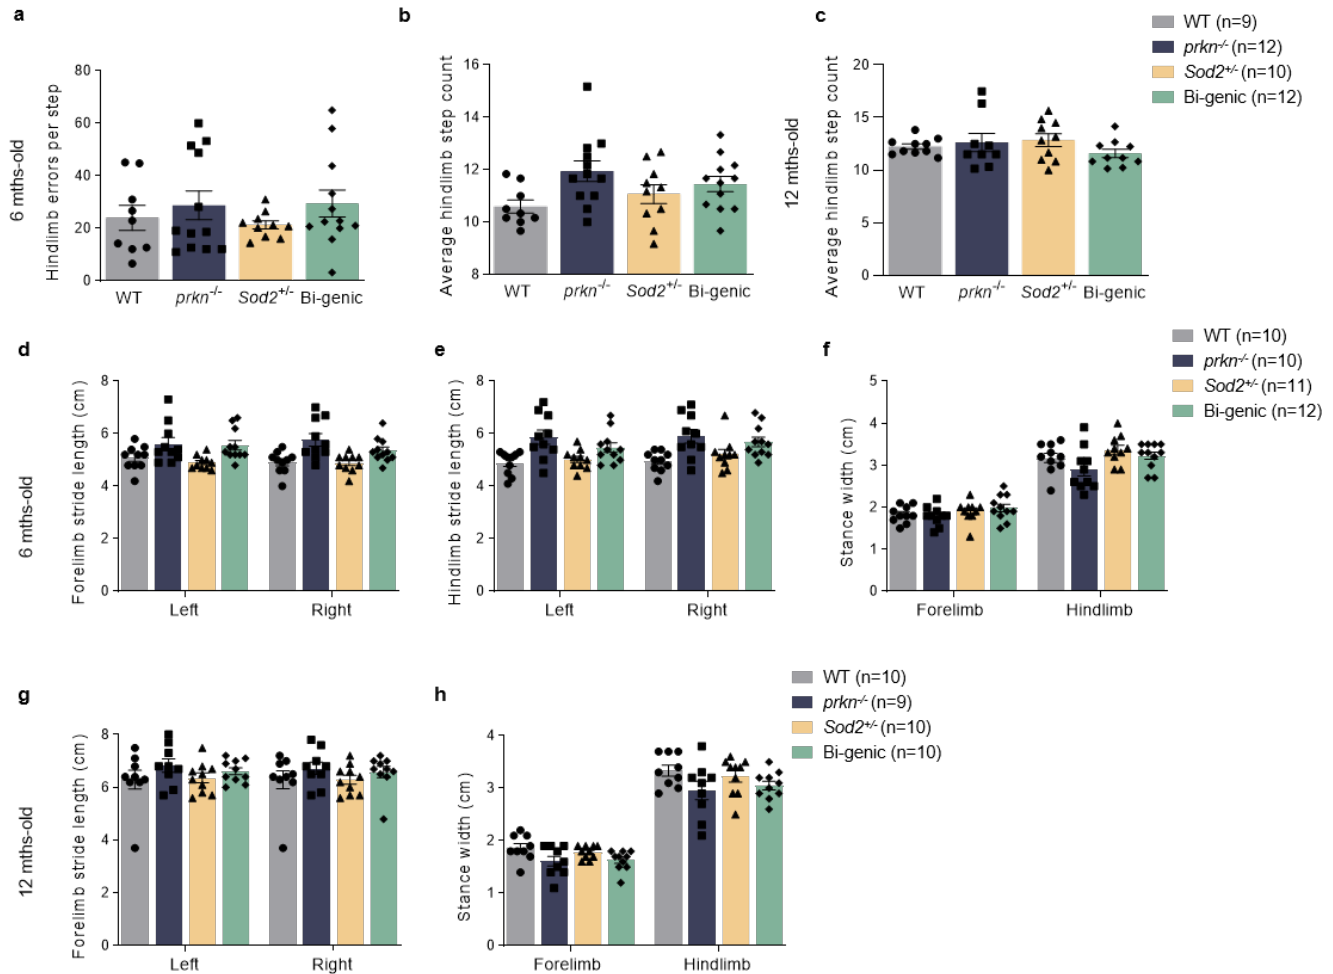 a
b
c
WT (n=9)
prkn-/- (n=12)
Sod2+/- (n=10)
Bi-genic (n=12)
6 mths-old
Hindlimb errors per step
80
60
40
20
0
WT
prkn-/-
Sod2+/-
Bi-genic
Average hindlimb step count
16
14
12
10
8
WT
prkn-/-
Sod2+/-
Bi-genic
12 mths-old
Average hindlimb step count
20
15
10
5
0
WT
prkn-/-
Sod2+/-
Bi-genic
d
e
f
WT (n=10)
prkn-/- (n=10)
Sod2+/- (n=11)
Bi-genic (n=12)
6 mths-old
Forelimb stride length (cm)
8
6
4
2
0
Left
Right
Hindlimb stride length (cm)
8
6
4
2
0
Left
Right
Stance width (cm)
5
4
3
2
1
0
Forelimb
Hindlimb
g
h
WT (n=10)
prkn-/- (n=9)
Sod2+/- (n=10)
Bi-genic (n=10)
12 mths-old
Forelimb stride length (cm)
8
6
4
2
0
Left
Right
Stance width (cm)
4
3
2
1
0
Forelimb
Hindlimb